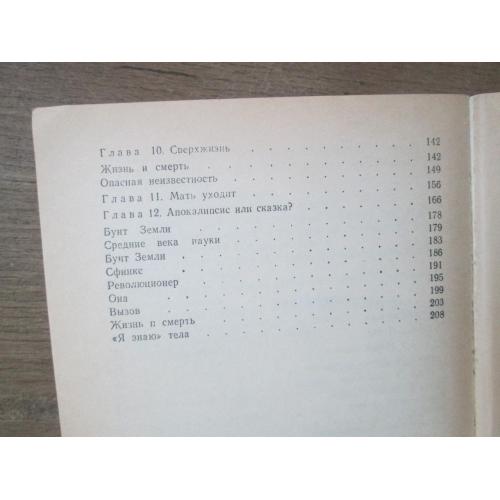 Глава 10. Сверхжизнь 142
Жизнь и смерть . . . . . . . . . 142
Опасная неизвестность . . . . . . . . 149
Глава 11. Мать уходит . . . . . . . . 156
Глава 12. Апокалипсис или сказка? . . . . . 166
Бунт Земли . . . . . . . . . . 178
Средние века науки . . . . . . . . 179
Бунт Земли . . . . . . . . . . 183
Сфинкс . . . . . . . . . . 186
Революционер . . . . . . . . . 191
Она . . . . . . . . . . . 195
Вызов . . . . . . . . . . 199
Жизнь и смерть . . . . . . . . . 203
«Я знаю» тела . . . . . . . . . 208